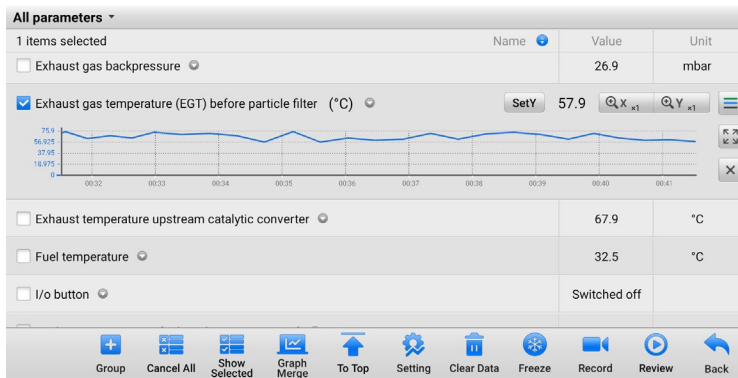 All parameters
1 items selected Name Value Unit
Exhaust gas backpressure 26.9 mbar
Exhaust gas temperature (EGT) before particle filter (°C) SetY 57.9 X ×1 Y ×1
75.9
56.925
37.95
18.975
0
00:32 00:33 00:34 00:35 00:36 00:37 00:38 00:39 00:40 00:41
Exhaust temperature upstream catalytic converter 67.9 °C
Fuel temperature 32.5 °C
I/o button Switched off
Group Cancel All Show Selected Graph Merge To Top Setting Clear Data Freeze Record Review Back